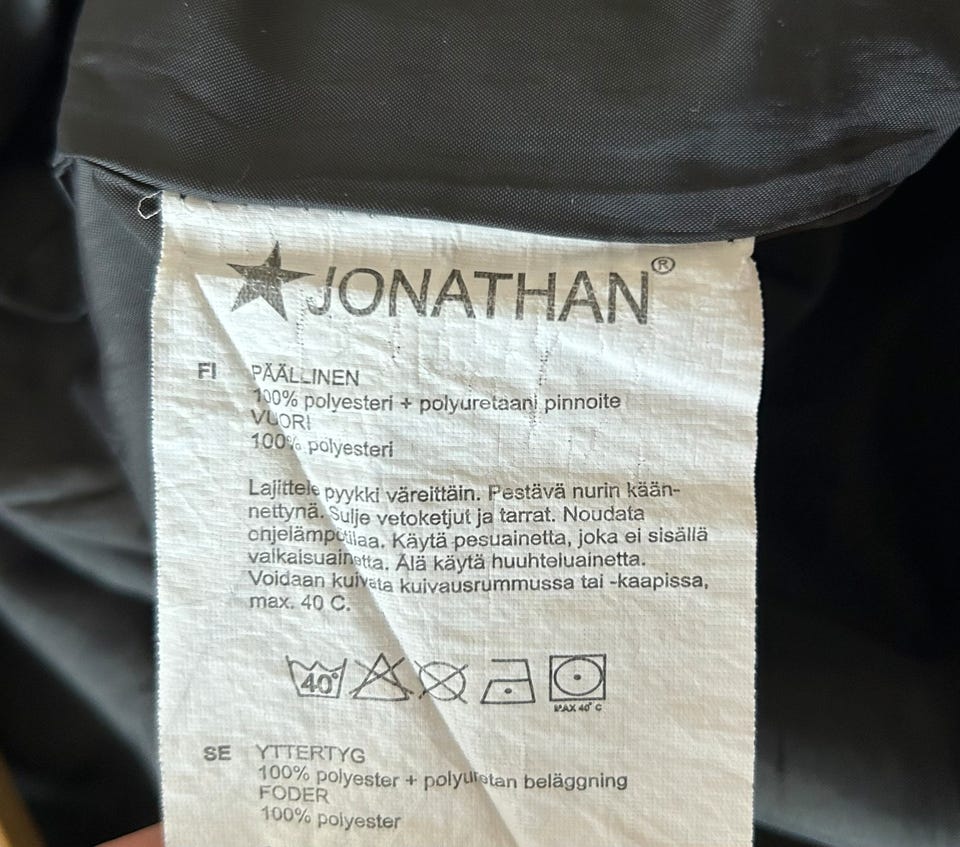 JONATHAN®
FI PÄÄLLINEN
100% polyesteri + polyuretaani pinnoite
VUORI
100% polyesteri
Lajittele pyykki väreittäin. Pestävä nurin kään-
nettynä. Sulje vetoketjut ja tarrat. Noudata
ohjelämpötilaa. Käytä pesuainetta, joka ei sisällä
valkaisuainetta. Älä käytä huuhteluainetta.
Voidaan kuivata kuivausrummussa tai -kaapissa,
max. 40 C.
40°
MAX 40° C
SE YTTERTYG
100% polyester + polyuretan beläggning
FODER
100% polyester